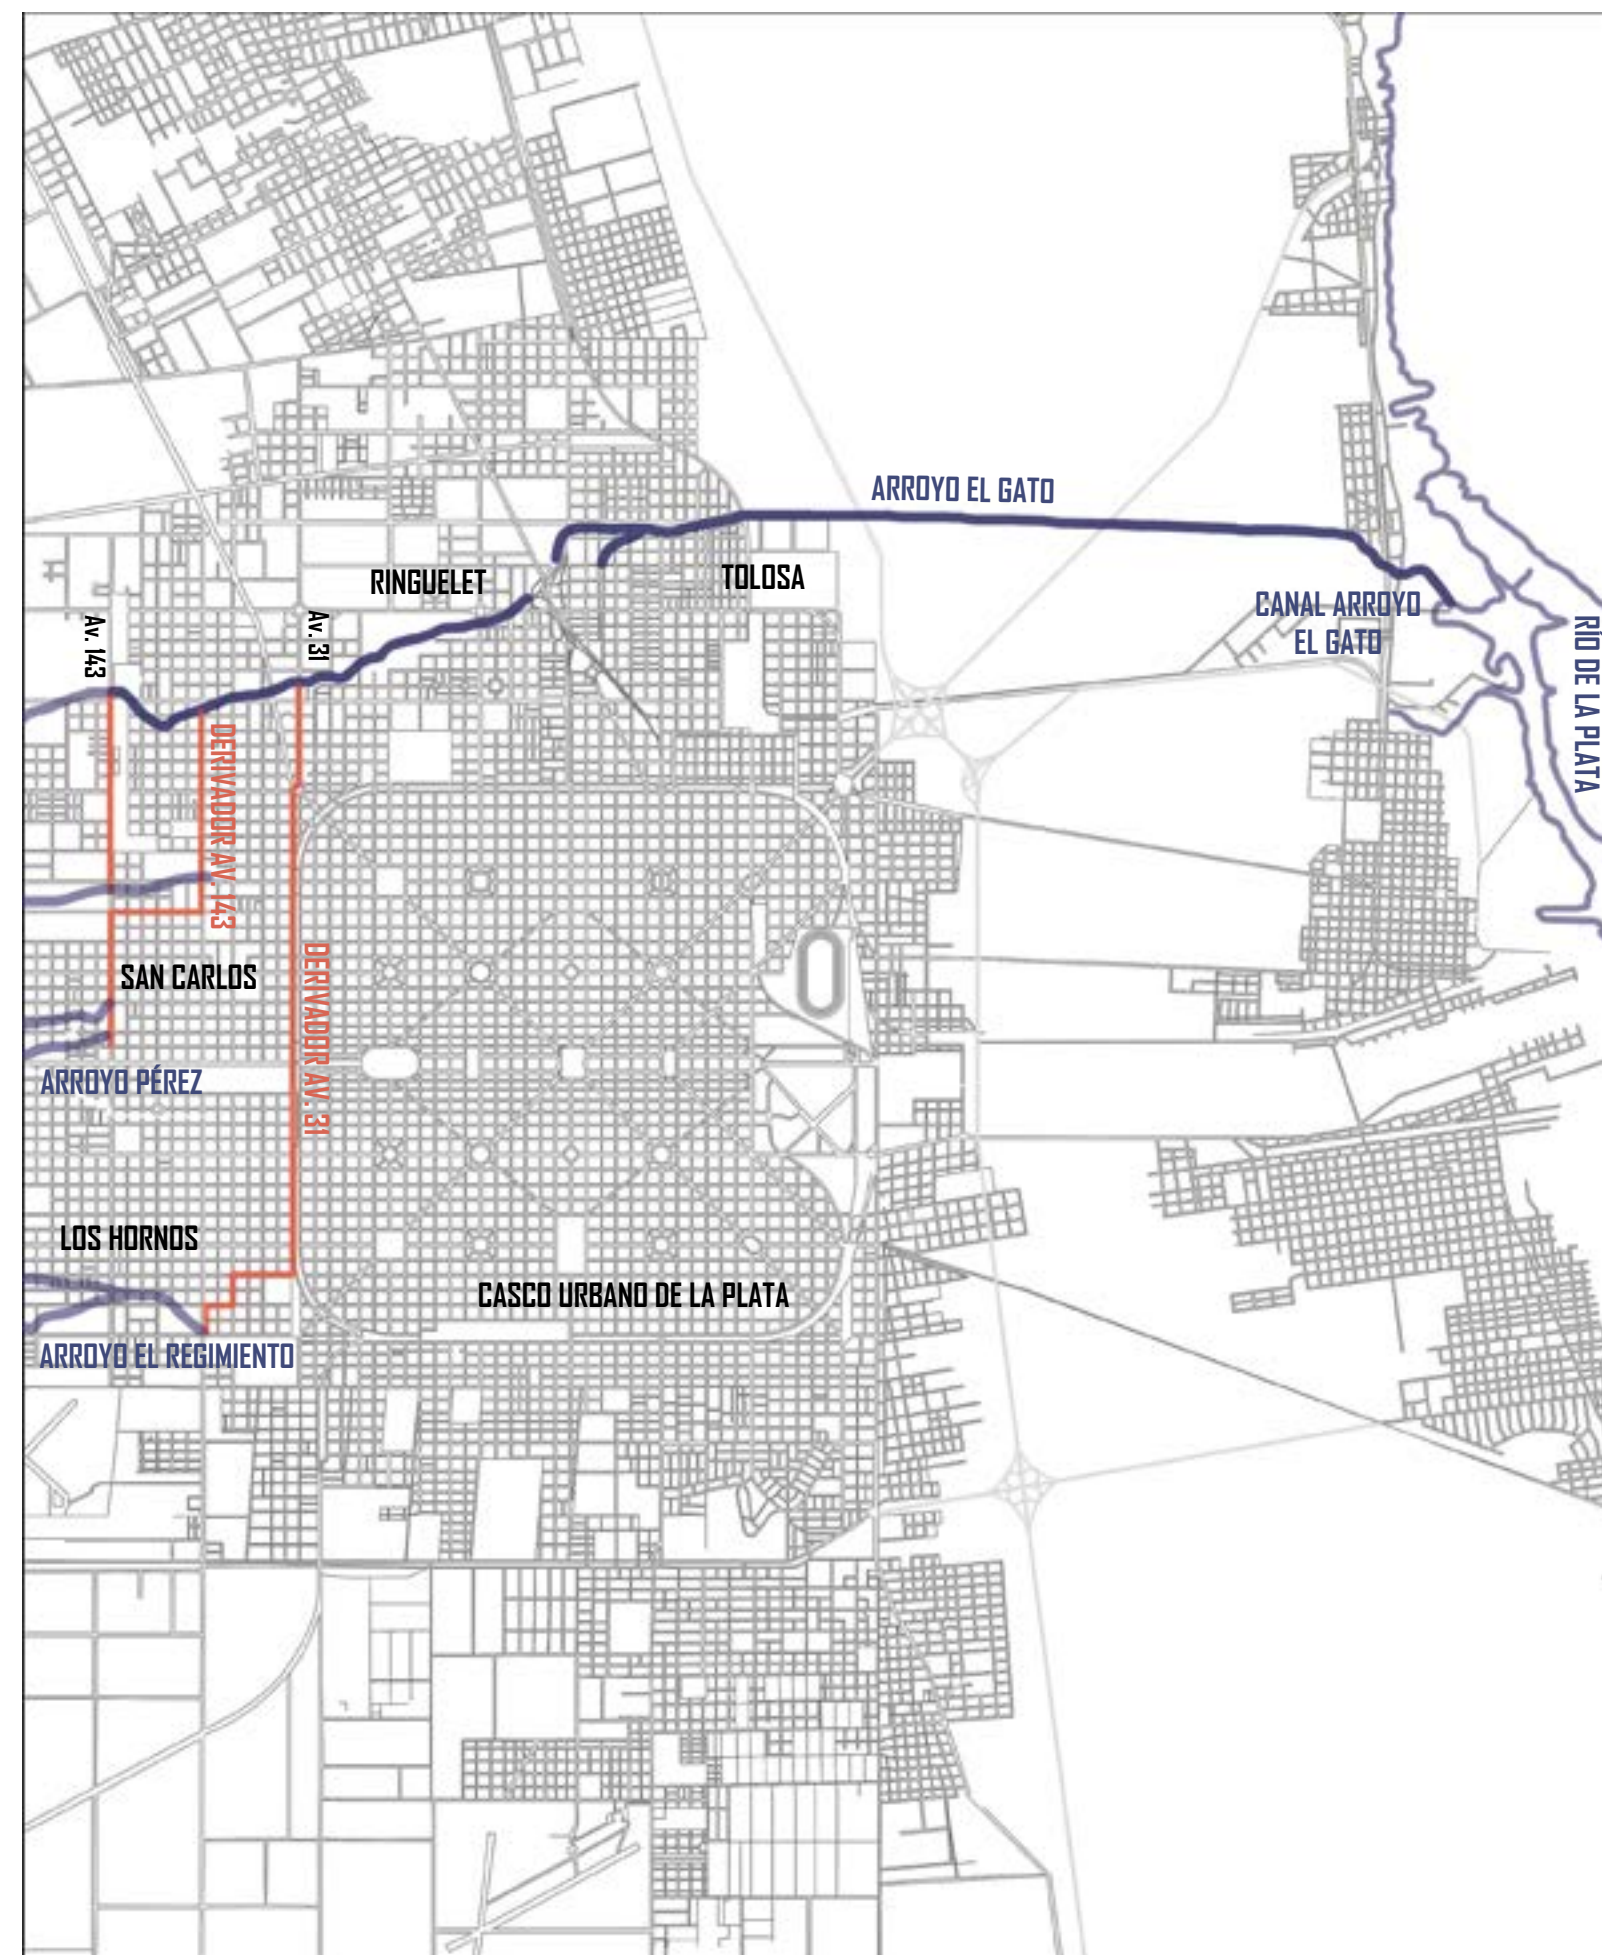 ARROYO EL GATO
RINGUELET
TOLOSA
CANAL ARROYO
EL GATO
Av. 143
Av. 31
RÍO DE LA PLATA
DERIVADOR AV. 143
SAN CARLOS
DERIVADOR AV. 31
ARROYO PÉREZ
LOS HORNOS
CASCO URBANO DE LA PLATA
ARROYO EL REGIMIENTO